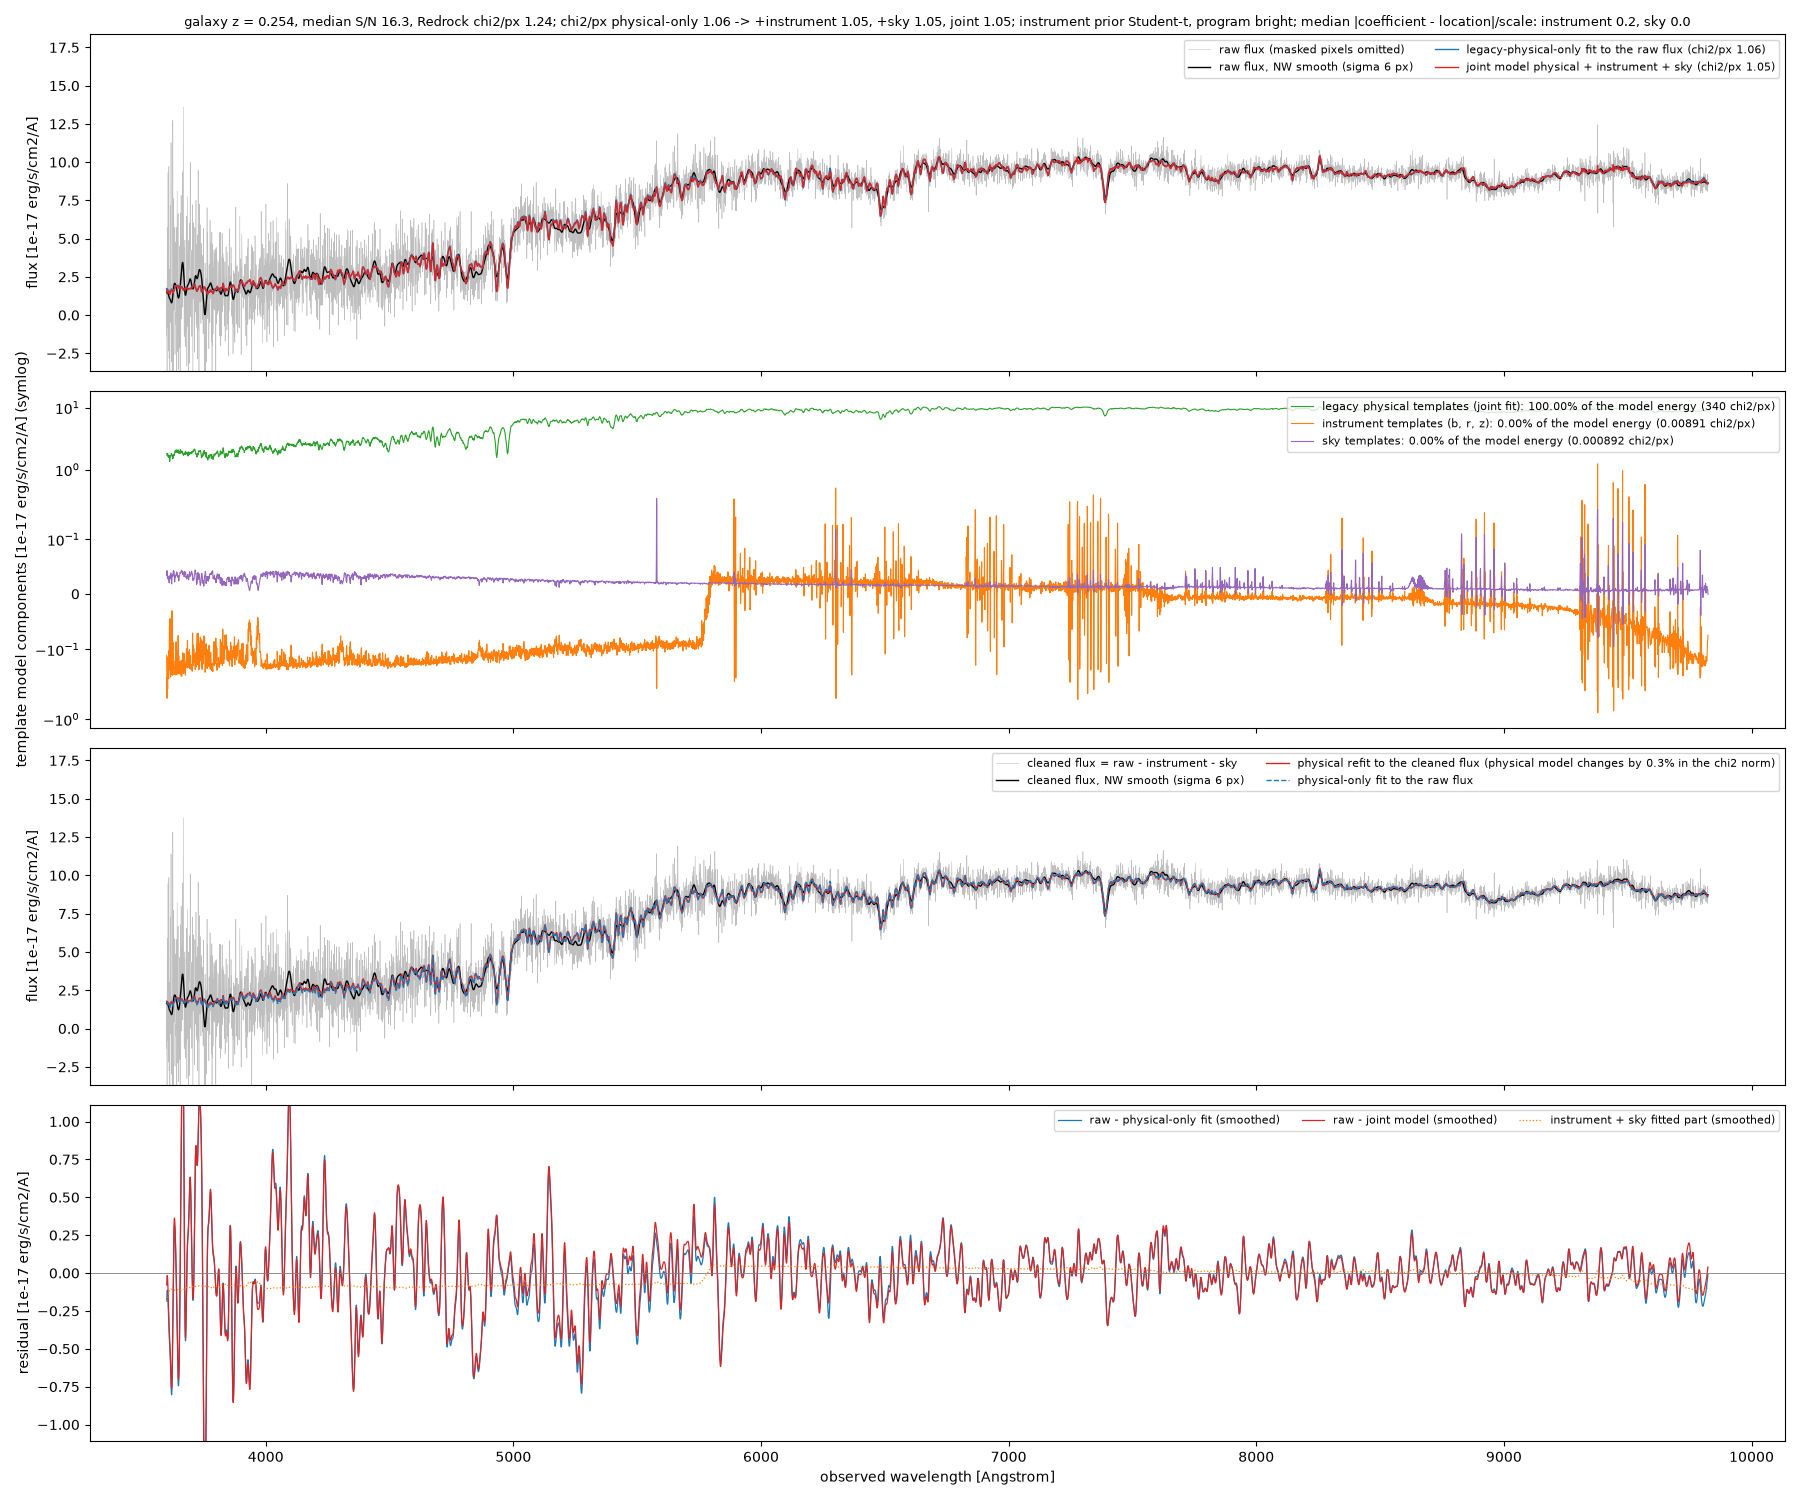 galaxy z = 0.254, median S/N 16.3, Redrock chi2/px 1.24; chi2/px physical-only 1.06 -> +instrument 1.05, +sky 1.05, joint 1.05; instrument prior Student-t, program bright; median |coefficient - location|/scale: instrument 0.2, sky 0.0
raw flux (masked pixels omitted)
raw flux, NW smooth (sigma 6 px)
legacy-physical-only fit to the raw flux (chi2/px 1.06)
joint model physical + instrument + sky (chi2/px 1.05)
flux [1e-17 erg/s/cm2/A]
17.5
15.0
12.5
10.0
7.5
5.0
2.5
0.0
−2.5
legacy physical templates (joint fit): 100.00% of the model energy (340 chi2/px)
instrument templates (b, r, z): 0.00% of the model energy (0.00891 chi2/px)
sky templates: 0.00% of the model energy (0.000892 chi2/px)
template model components [1e-17 erg/s/cm2/A] (symlog)
10¹
10⁰
10⁻¹
0
−10⁻¹
−10⁰
cleaned flux = raw - instrument - sky
cleaned flux, NW smooth (sigma 6 px)
physical refit to the cleaned flux (physical model changes by 0.3% in the chi2 norm)
physical-only fit to the raw flux
flux [1e-17 erg/s/cm2/A]
17.5
15.0
12.5
10.0
7.5
5.0
2.5
0.0
−2.5
raw - physical-only fit (smoothed)
raw - joint model (smoothed)
instrument + sky fitted part (smoothed)
residual [1e-17 erg/s/cm2/A]
1.00
0.75
0.50
0.25
0.00
−0.25
−0.50
−0.75
−1.00
4000 5000 6000 7000 8000 9000 10000
observed wavelength [Angstrom]